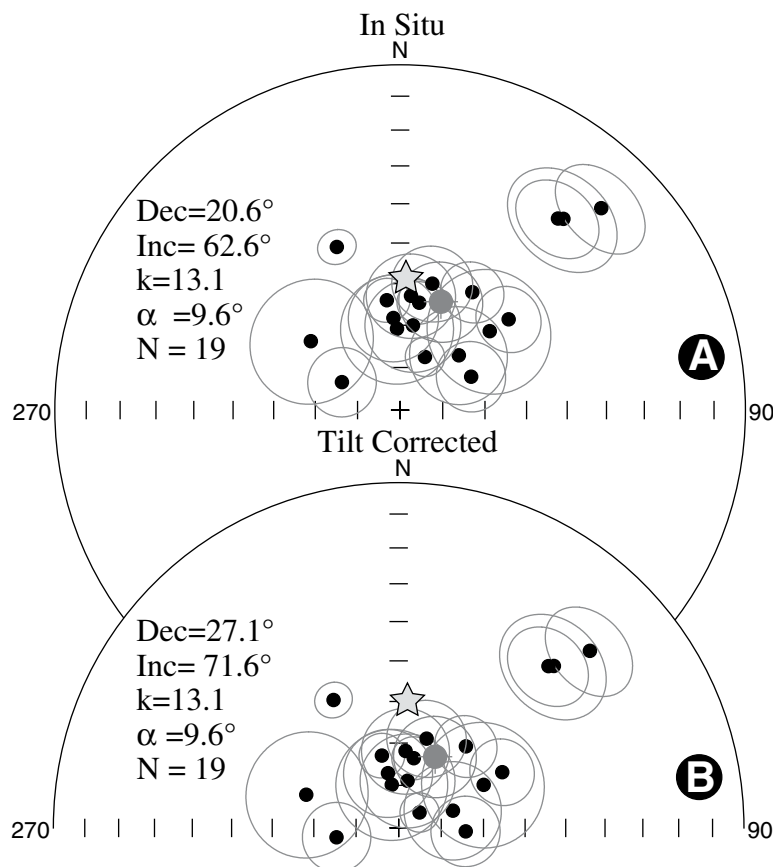 In Situ
N
Dec=20.6°
Inc= 62.6°
k=13.1
α =9.6°
N = 19
A
270
90
Tilt Corrected
N
Dec=27.1°
Inc= 71.6°
k=13.1
α =9.6°
N = 19
B
270
90